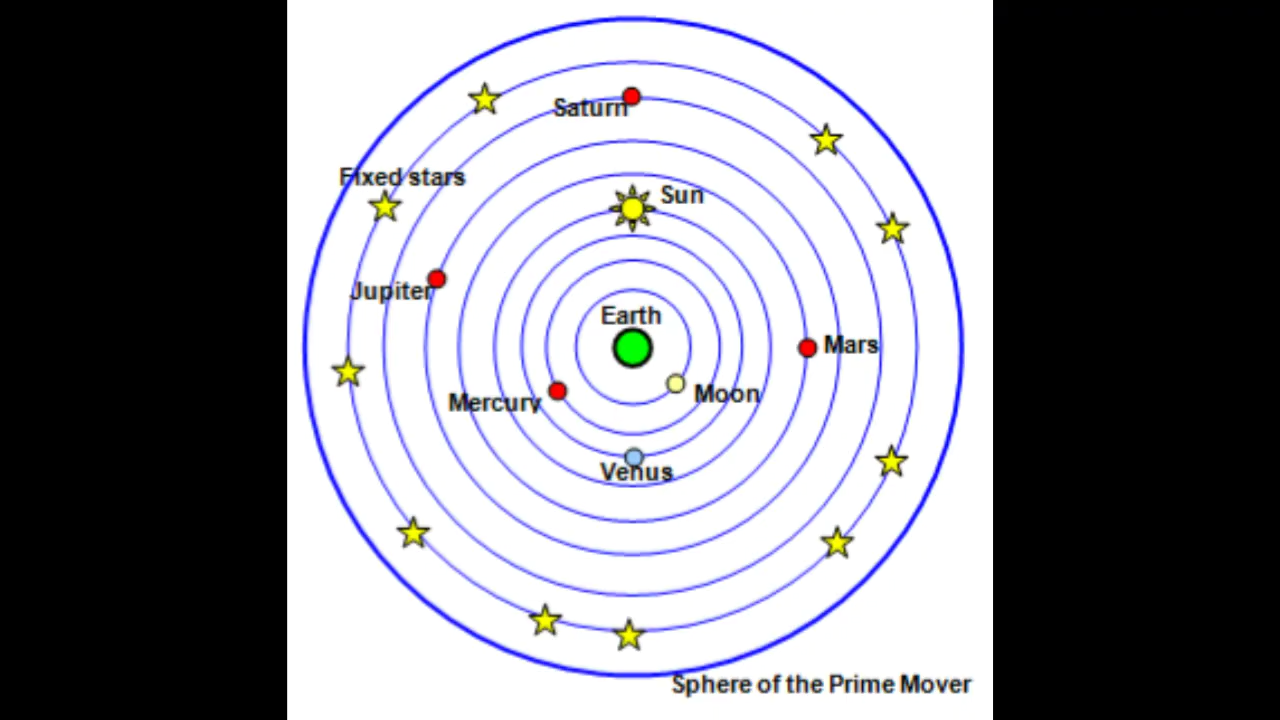 Saturn
Fixed stars
Sun
Jupiter
Earth
Mars
Mercury
Moon
Venus
Sphere of the Prime Mover